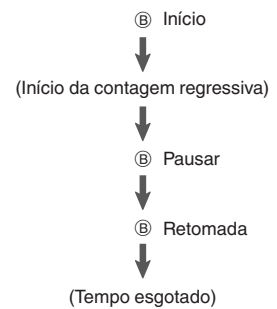 Ⓑ Início
(Início da contagem regressiva)
Ⓑ Pausar
Ⓑ Retomada
(Tempo esgotado)